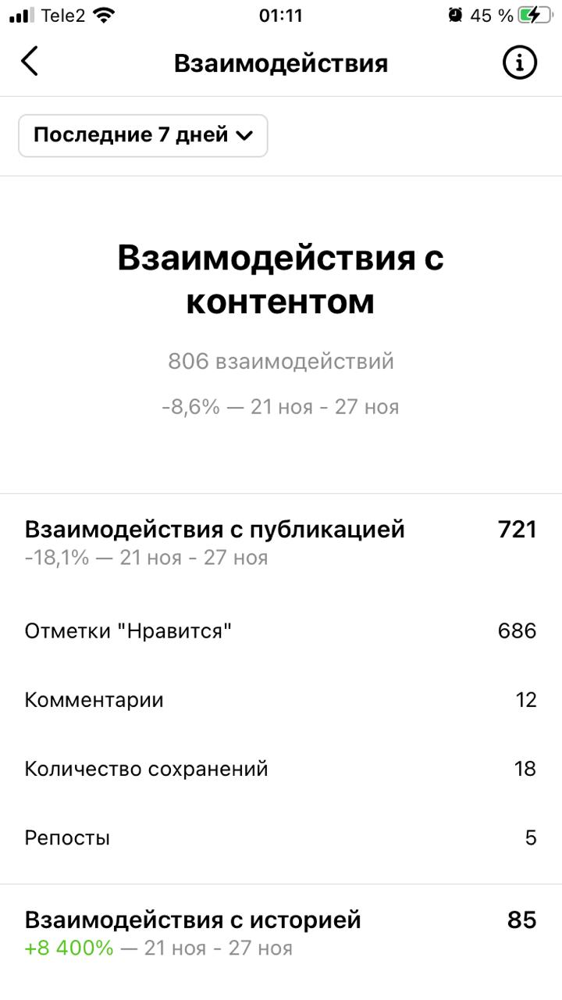 Tele2 01:11 45 %
Взаимодействия
Последние 7 дней
Взаимодействия с
контентом
806 взаимодействий
-8,6% — 21 ноя - 27 ноя
Взаимодействия с публикацией 721
-18,1% — 21 ноя - 27 ноя
Отметки "Нравится" 686
Комментарии 12
Количество сохранений 18
Репосты 5
Взаимодействия с историей 85
+8 400% — 21 ноя - 27 ноя